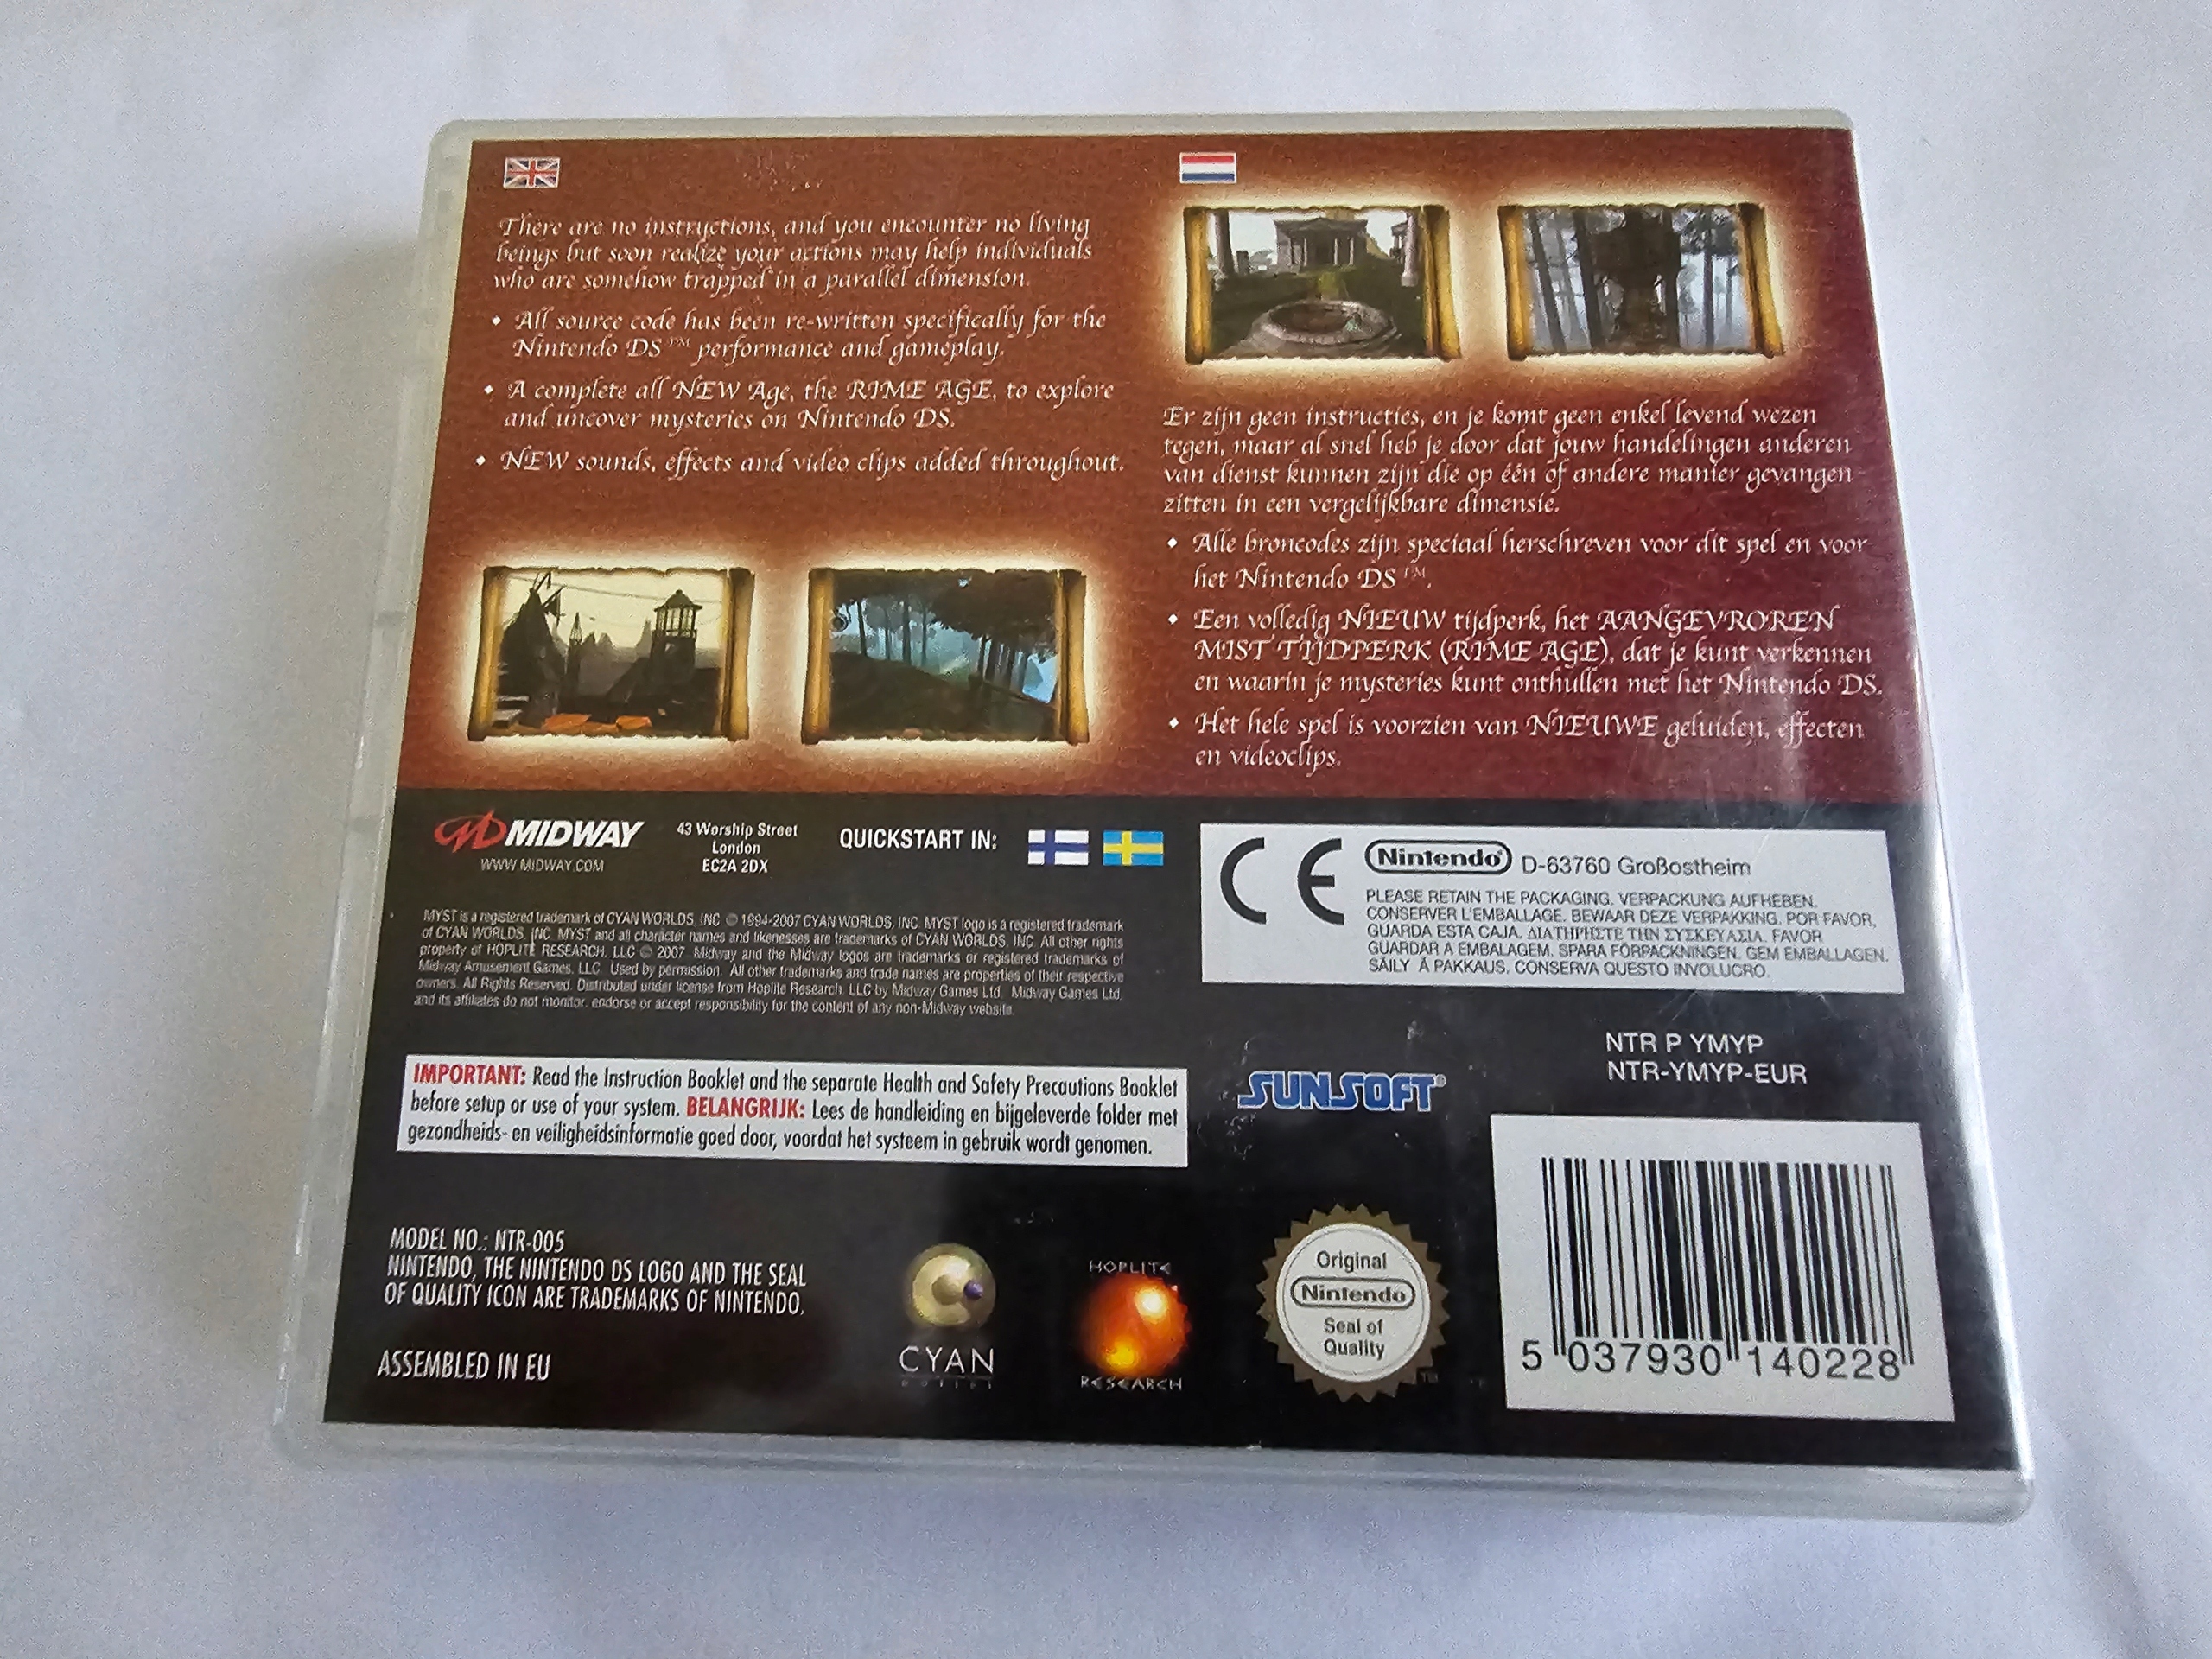 There are no instructions, and you encounter no living
beings but soon realize your actions may help individuals
who are somehow trapped in a parallel dimension.
• All source code has been re-written specifically for the
Nintendo DS™ performance and gameplay.
• A complete all NEW Age, the RIME AGE, to explore
and uncover mysteries on Nintendo DS.
• NEW sounds, effects and video clips added throughout.
Er zijn geen instructies, en je komt geen enkel levend wezen
tegen, maar al snel heb je door dat jouw handelingen anderen
van dienst kunnen zijn die op één of andere manier gevangen
zitten in een vergelijkbare dimensie.
• Alle broncodes zijn speciaal herschreven voor dit spel en voor
het Nintendo DS™.
• Een volledig NIEUW tijdperk, het AANGEVROREN
MIST TIJDPERK (RIME AGE), dat je kunt verkennen
en waarin je mysteries kunt onthullen met het Nintendo DS.
• Het hele spel is voorzien van NIEUWE geluiden, effecten
en videoclips.
MIDWAY
WWW.MIDWAY.COM
43 Worship Street
London
EC2A 2DX
QUICKSTART IN:
MYST is a registered trademark of CYAN WORLDS, INC. © 1994-2007 CYAN WORLDS, INC. MYST logo is a registered trademark
of CYAN WORLDS, INC. MYST and all character names and likenesses are trademarks of CYAN WORLDS, INC. All other rights
property of HOPLITE RESEARCH, LLC © 2007. Midway and the Midway logos are trademarks or registered trademarks of
Midway Amusement Games, LLC. Used by permission. All other trademarks and trade names are properties of their respective
owners. All Rights Reserved. Distributed under license from Hoplite Research, LLC by Midway Games Ltd. Midway Games Ltd.
and its affiliates do not monitor, endorse or accept responsibility for the content of any non-Midway website.
CE
Nintendo® D-63760 Großostheim
PLEASE RETAIN THE PACKAGING. VERPACKUNG AUFHEBEN.
CONSERVER L'EMBALLAGE. BEWAAR DEZE VERPAKKING. POR FAVOR,
GUARDA ESTA CAJA. ΔΙΑΤΗΡΗΣΤΕ ΤΗΝ ΣΥΣΚΕΥΑΣΙΑ. FAVOR
GUARDAR A EMBALAGEM. SPARA FÖRPACKNINGEN. GEM EMBALLAGEN.
SÄILYTÄ PAKKAUS. CONSERVA QUESTO INVOLUCRO.
IMPORTANT: Read the Instruction Booklet and the separate Health and Safety Precautions Booklet
before setup or use of your system. BELANGRIJK: Lees de handleiding en bijgeleverde folder met
gezondheids- en veiligheidsinformatie goed door, voordat het systeem in gebruik wordt genomen.
SUNSOFT®
NTR P YMYP
NTR-YMYP-EUR
MODEL NO.: NTR-005
NINTENDO, THE NINTENDO DS LOGO AND THE SEAL
OF QUALITY ICON ARE TRADEMARKS OF NINTENDO.
ASSEMBLED IN EU
CYAN
WORLDS
HOPLITE
RESEARCH
Original
Nintendo
Seal of
Quality
TM
5 037930 140228